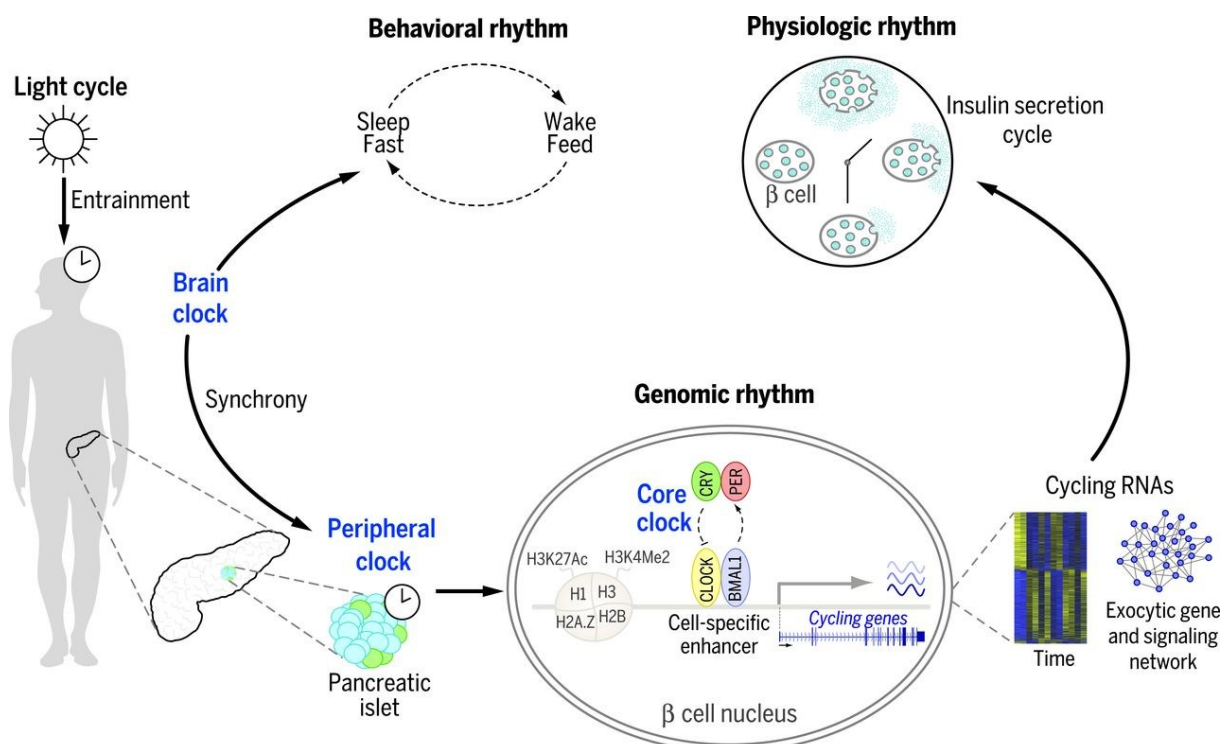 Behavioral rhythm
Physiologic rhythm
Light cycle
Sleep
Fast
Wake
Feed
Insulin secretion
cycle
β cell
Entrainment
Brain
clock
Synchrony
Genomic rhythm
Peripheral
clock
Core
clock
CRY
PER
CLOCK
BMAL1
H3K27Ac
H3K4Me2
H1
H3
H2A.Z
H2B
Cell-specific
enhancer
Cycling genes
β cell nucleus
Pancreatic
islet
Cycling RNAs
Time
Exocytic gene
and signaling
network